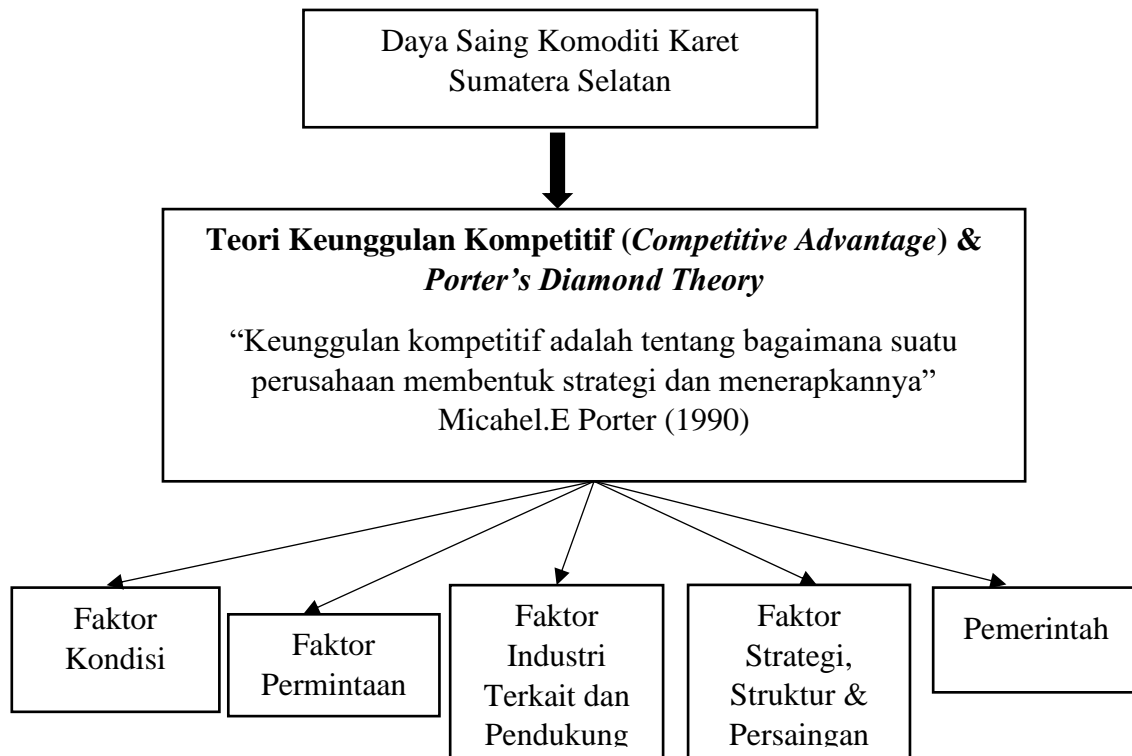 Daya Saing Komoditi Karet
Sumatera Selatan
Teori Keunggulan Kompetitif (Competitive Advantage) &
Porter’s Diamond Theory
“Keunggulan kompetitif adalah tentang bagaimana suatu
perusahaan membentuk strategi dan menerapkannya”
Micahel.E Porter (1990)
Faktor
Kondisi
Faktor
Permintaan
Faktor
Industri
Terkait dan
Pendukung
Faktor
Strategi,
Struktur &
Persaingan
Pemerintah